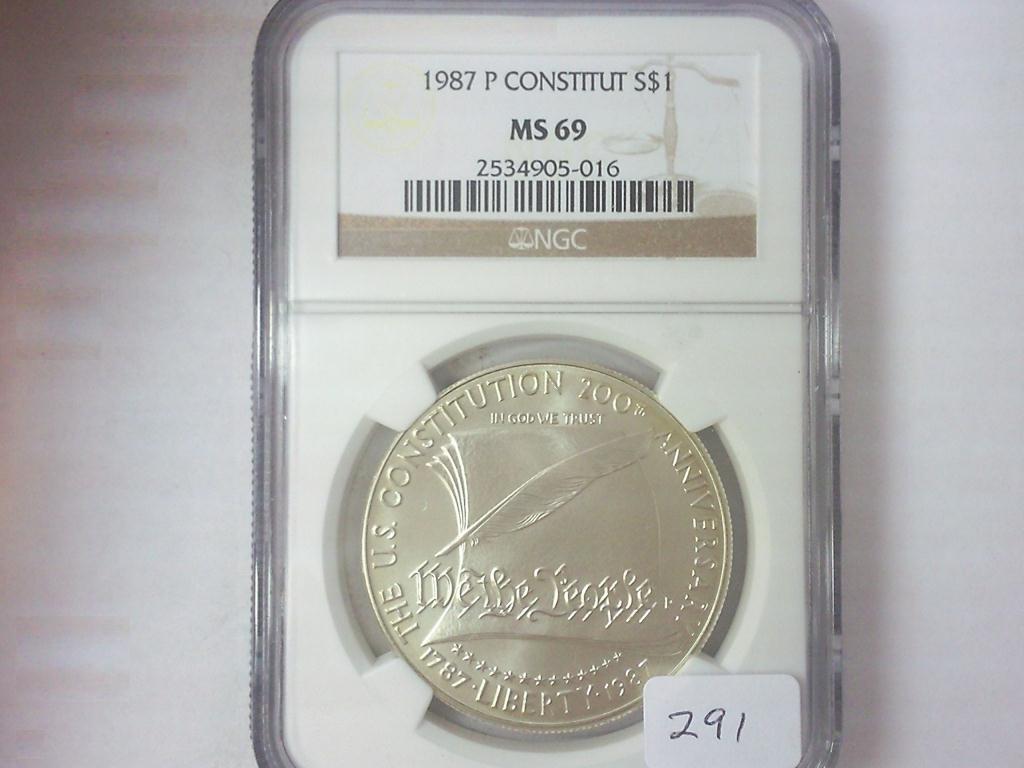 1987 P CONSTITUT S$1
MS 69
2534905-016
NGC
THE U.S. CONSTITUTION 200TH ANNIVERSARY
IN GOD WE TRUST
We the People
P
1787 · LIBERTY · 1987
291